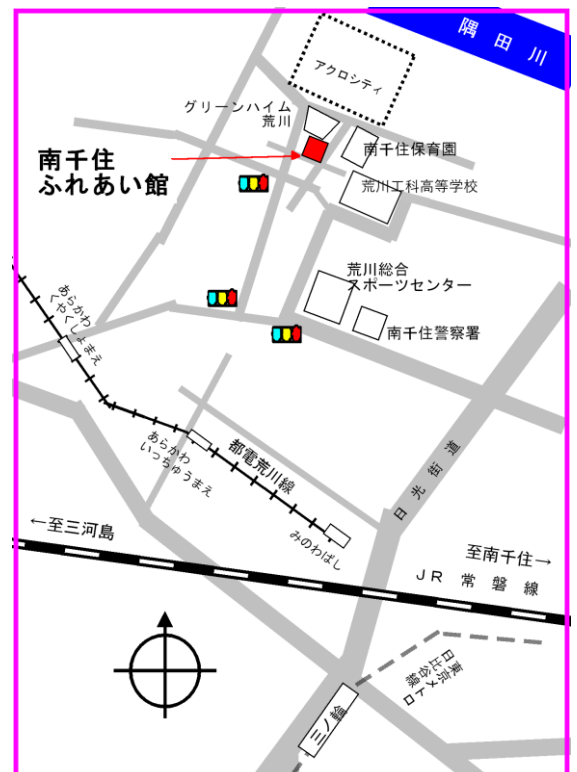 隅田川
アクロシティ
グリーンハイム
荒川
南千住
ふれあい館
南千住保育園
荒川工科高等学校
荒川総合
スポーツセンター
南千住警察署
あらかわ
くやくしょまえ
あらかわ
いっちゅうまえ
都電荒川線
みのわばし
日光街道
←至三河島
至南千住→
JR 常磐線
東京メトロ
日比谷線
三ノ輪